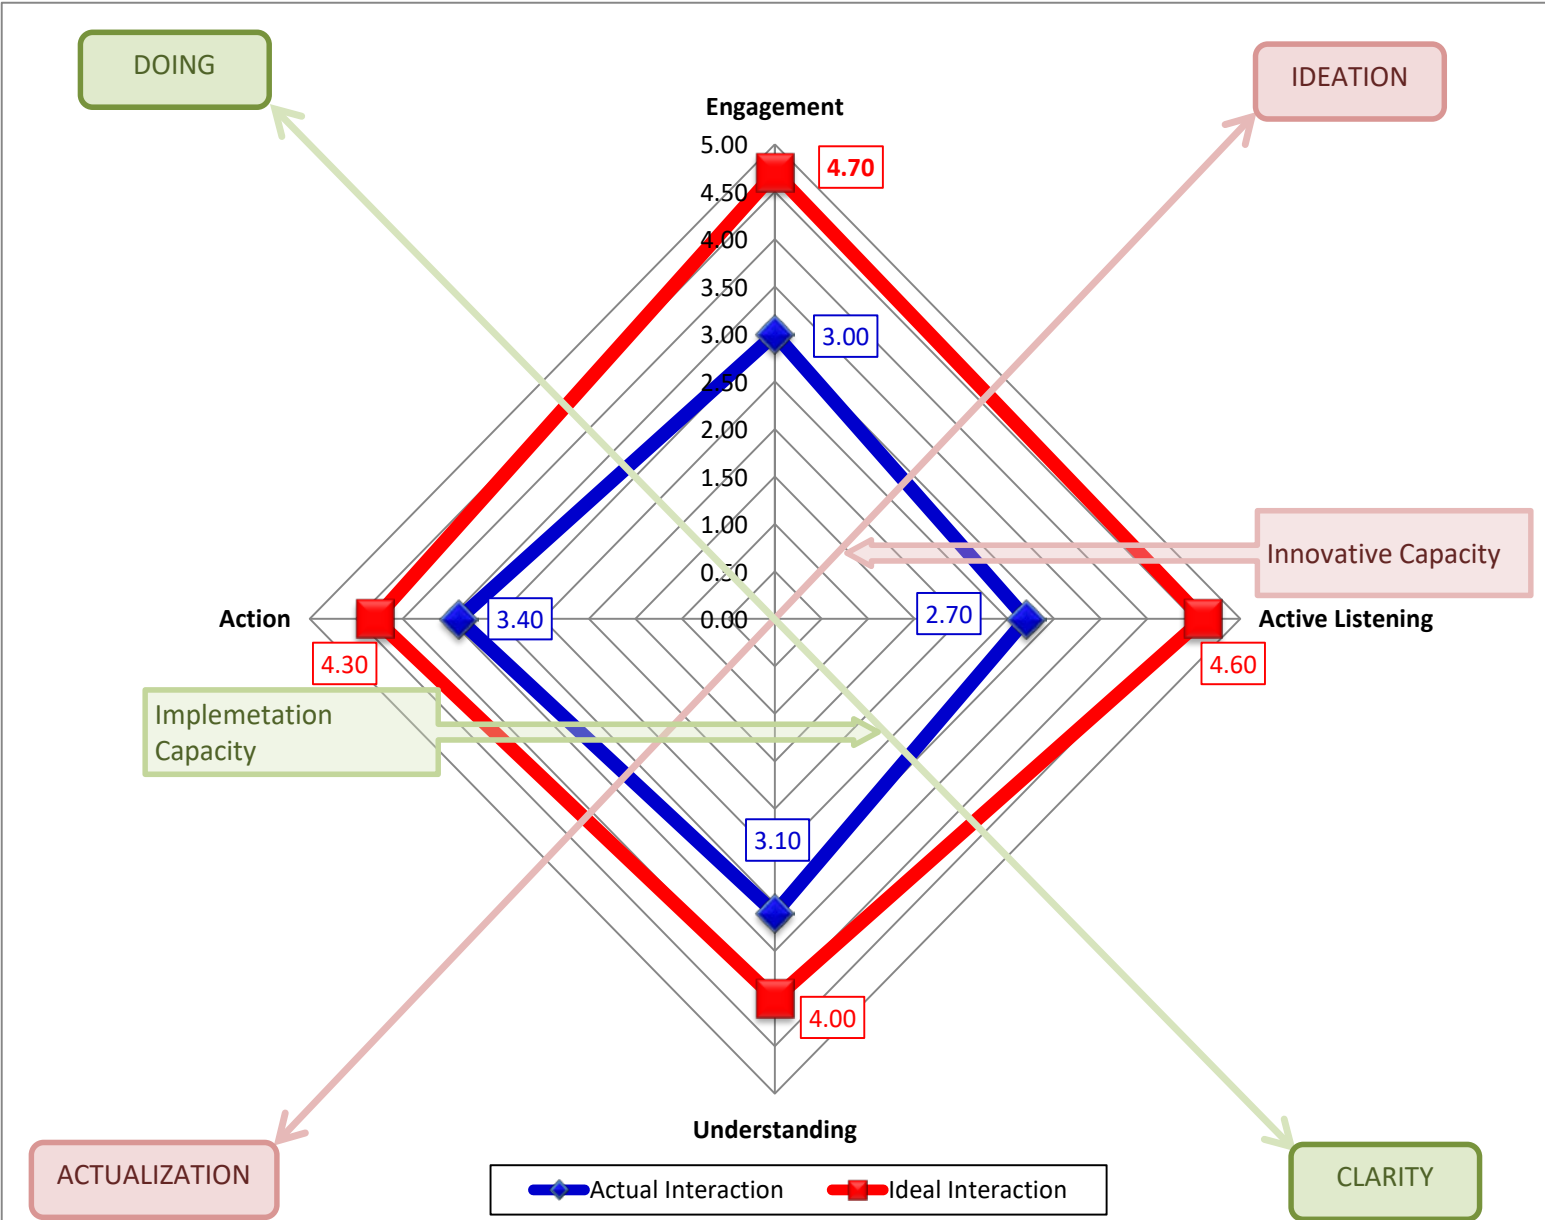 DOING
IDEATION
Engagement
5.00
4.70
4.50
4.00
3.50
3.00
3.00
2.50
2.00
1.50
1.00
Innovative Capacity
0.50
2.70
0.00
3.40
Action
Active Listening
4.30
4.60
Implemetation
Capacity
3.10
4.00
Understanding
ACTUALIZATION
CLARITY
Actual Interaction
Ideal Interaction